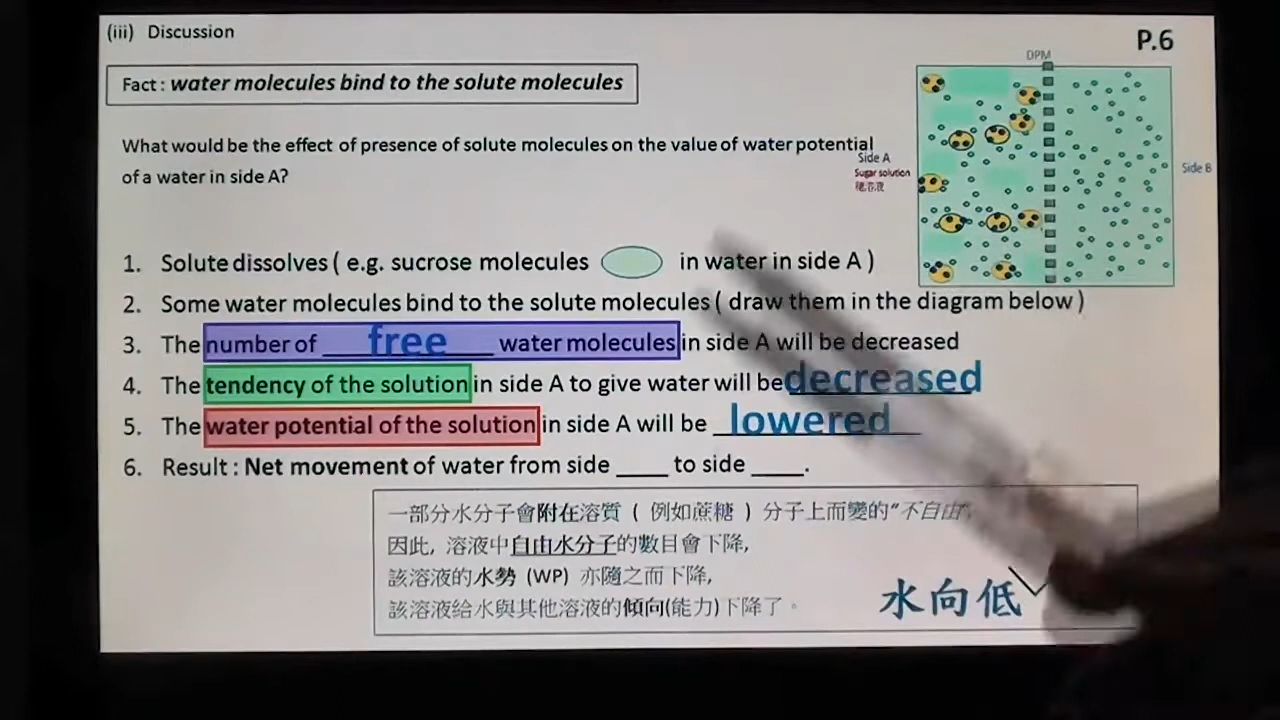 (iii) Discussion
P.6
Fact : water molecules bind to the solute molecules
DPM
What would be the effect of presence of solute molecules on the value of water potential
of a water in side A?
Side A
Sugar solution
Side B
1. Solute dissolves ( e.g. sucrose molecules in water in side A )
2. Some water molecules bind to the solute molecules ( draw them in the diagram below )
3. The number of free water molecules in side A will be decreased
4. The tendency of the solution in side A to give water will be decreased
5. The water potential of the solution in side A will be lowered
6. Result : Net movement of water from side ____ to side ____.
一部分水分子會附在溶質 ( 例如蔗糖 ) 分子上而變的“不自由”,
因此, 溶液中自由水分子的數目會下降,
該溶液的水勢 (WP) 亦隨之而下降,
該溶液給水與其他溶液的傾向(能力)下降了。
水向低